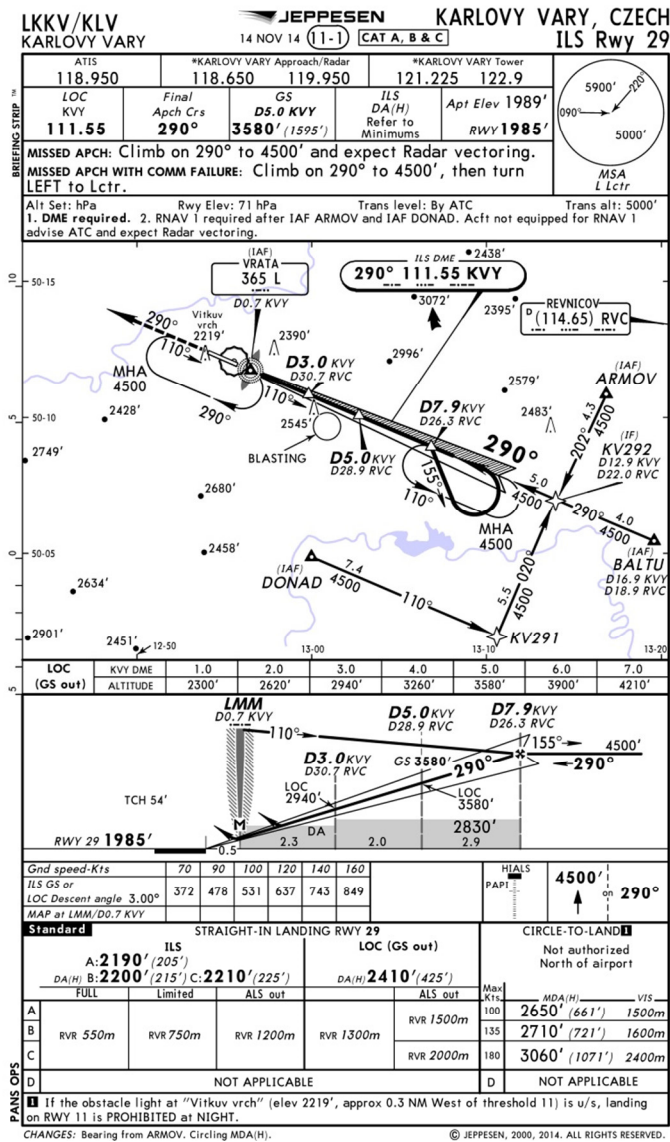 LKKV/KLV
KARLOVY VARY
JEPPESEN
14 NOV 14 11-1 CAT A, B & C
KARLOVY VARY, CZECH
ILS Rwy 29
BRIEFING STRIP TM
ATIS
118.950
*KARLOVY VARY Approach/Radar
118.650 119.950
*KARLOVY VARY Tower
121.225 122.9
LOC
KVY
111.55
Final
Apch Crs
290°
GS
D5.0 KVY
3580' (1595')
ILS
DA(H)
Refer to
Minimums
Apt Elev 1989'
RWY 1985'
5900'
220°
090°
5000'
MSA
L Lctr
MISSED APCH: Climb on 290° to 4500' and expect Radar vectoring.
MISSED APCH WITH COMM FAILURE: Climb on 290° to 4500', then turn
LEFT to Lctr.
Alt Set: hPa Rwy Elev: 71 hPa Trans level: By ATC Trans alt: 5000'
1. DME required. 2. RNAV 1 required after IAF ARMOV and IAF DONAD. Acft not equipped for RNAV 1
advise ATC and expect Radar vectoring.
10
50-15
(IAF)
VRATA
365 L
D0.7 KVY
ILS DME
290° 111.55 KVY
2438'
3072'
2395'
REVNICOV
D (114.65) RVC
290°
Vitkuv
vrch
2219'
2390'
110°
MHA
4500
290°
D3.0 KVY
D30.7 RVC
2996'
2579'
(IAF)
ARMOV
4.3
202°
4500
110°
2545'
BLASTING
D5.0 KVY
D28.9 RVC
D7.9 KVY
D26.3 RVC
2483'
290°
(IF)
KV292
D12.9 KVY
D22.0 RVC
5
50-10
2428'
2749'
2680'
2458'
155°
110°
5.0
4500
MHA
4500
290°
4.0
4500
(IAF)
BALTU
D16.9 KVY
D18.9 RVC
0
50-05
(IAF)
DONAD
7.4
4500
110°
5.5
4500
020°
KV291
2634'
2901'
2451'
12-50
13-00
13-10
13-20
5
LOC
(GS out)
KVY DME 1.0 2.0 3.0 4.0 5.0 6.0 7.0
ALTITUDE 2300' 2620' 2940' 3260' 3580' 3900' 4210'
LMM
D0.7 KVY
110°
D5.0 KVY
D28.9 RVC
D7.9 KVY
D26.3 RVC
155°
4500'
290°
D3.0 KVY
D30.7 RVC
GS 3580'
290°
LOC
2940'
LOC
3580'
TCH 54'
M
DA
2830'
RWY 29 1985'
0.5 2.3 2.0 2.9
Gnd speed-Kts 70 90 100 120 140 160
ILS GS or
LOC Descent angle 3.00° 372 478 531 637 743 849
MAP at LMM/D0.7 KVY
HIALS
PAPI
4500' on 290°
Standard STRAIGHT-IN LANDING RWY 29
CIRCLE-TO-LAND 1
ILS
A: 2190' (205')
DA(H) B: 2200' (215') C: 2210' (225')
LOC (GS out)
DA(H) 2410' (425')
Not authorized
North of airport
FULL Limited ALS out ALS out
Max
Kts. MDA(H) VIS
A
B
C
RVR 550m RVR 750m RVR 1200m RVR 1300m
RVR 1500m
RVR 2000m
100 2650' (661') 1500m
135 2710' (721') 1600m
180 3060' (1071') 2400m
D NOT APPLICABLE D NOT APPLICABLE
PANS OPS
1 If the obstacle light at "Vitkuv vrch" (elev 2219', approx 0.3 NM West of threshold 11) is u/s, landing
on RWY 11 is PROHIBITED at NIGHT.
CHANGES: Bearing from ARMOV. Circling MDA(H).
© JEPPESEN, 2000, 2014. ALL RIGHTS RESERVED.